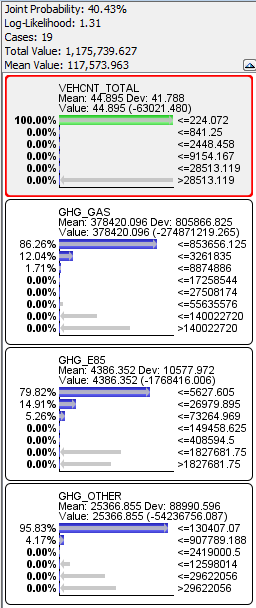 Joint Probability: 40.43%
Log-Likelihood: 1.31
Cases: 19
Total Value: 1,175,739.627
Mean Value: 117,573.963
VEHCNT_TOTAL
Mean: 44.895 Dev: 41.788
Value: 44.895 (-63021.480)
100.00% <=224.072
0.00% <=841.25
0.00% <=2448.458
0.00% <=9154.167
0.00% <=28513.119
0.00% >28513.119
GHG_GAS
Mean: 378420.096 Dev: 805866.825
Value: 378420.096 (-274871219.265)
86.26% <=853656.125
12.04% <=3261835
1.71% <=8874886
0.00% <=17258544
0.00% <=27508174
0.00% <=55635576
0.00% <=140022720
0.00% >140022720
GHG_E85
Mean: 4386.352 Dev: 10577.972
Value: 4386.352 (-1768416.006)
79.82% <=5627.605
14.91% <=26979.895
5.26% <=73264.969
0.00% <=149458.625
0.00% <=408594.5
0.00% <=1827681.75
0.00% >1827681.75
GHG_OTHER
Mean: 25366.855 Dev: 88990.596
Value: 25366.855 (-54236756.087)
95.83% <=130407.07
4.17% <=907789.188
0.00% <=2419000.5
0.00% <=12598014
0.00% <=29622056
0.00% >29622056